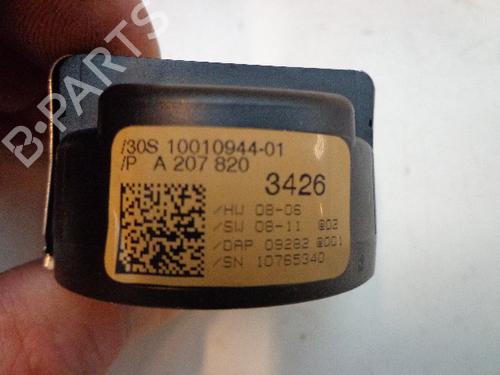 B-PARTS
/30S 10010944-01
/P A 207 820
3426
/HW 08-06
/SW 08-11 @02
/DAP 09282 @001
/SN 10765340